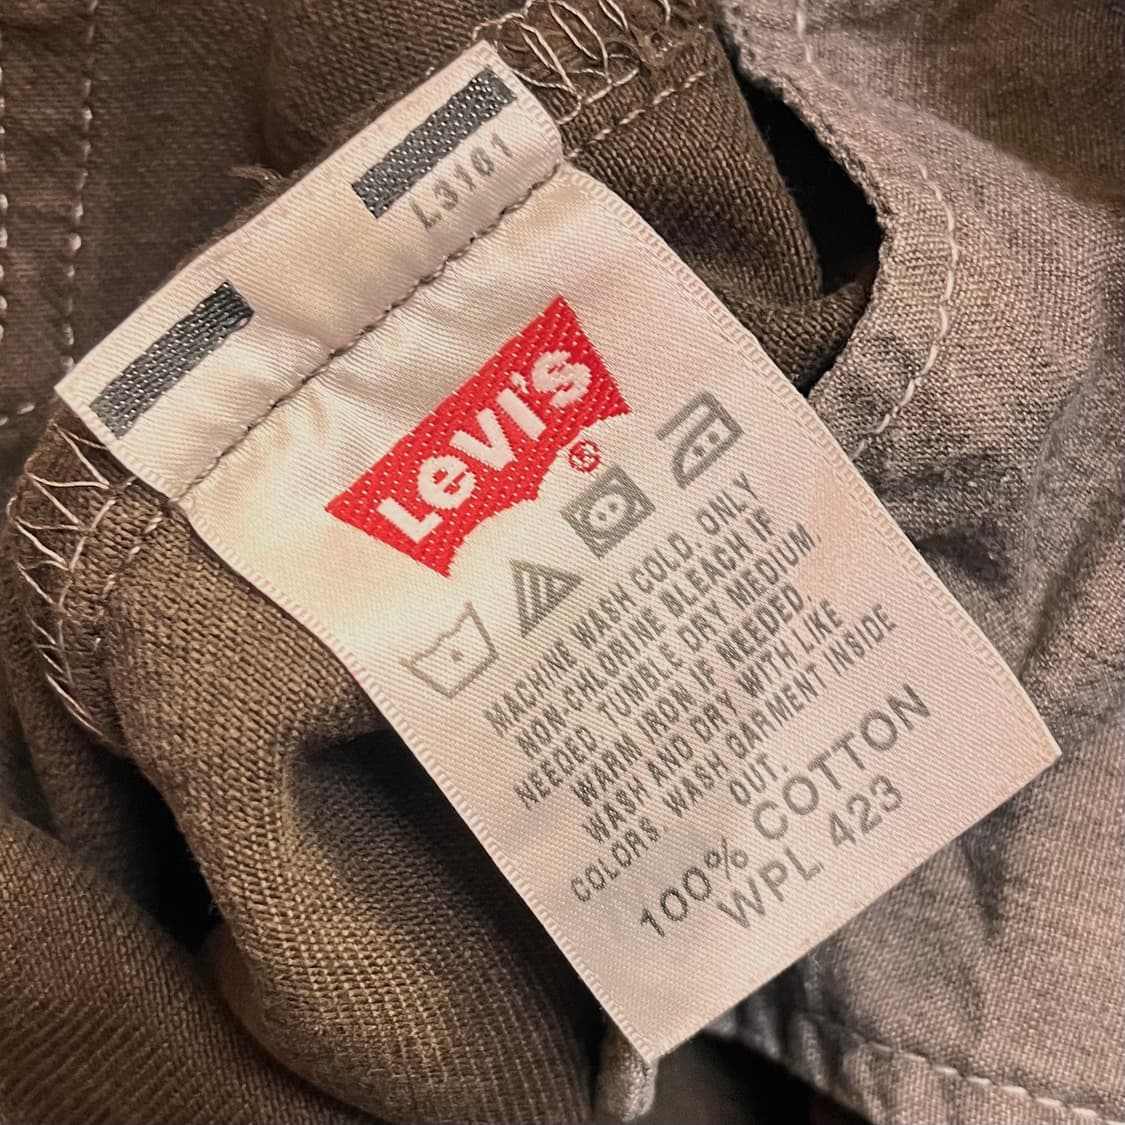 L3161
Levi's
®
MACHINE WASH COLD. ONLY
NON-CHLORINE BLEACH IF
NEEDED. TUMBLE DRY MEDIUM
WARM IRON IF NEEDED.
WASH AND DRY WITH LIKE
COLORS. WASH GARMENT INSIDE
OUT.
100% COTTON
WPL 423